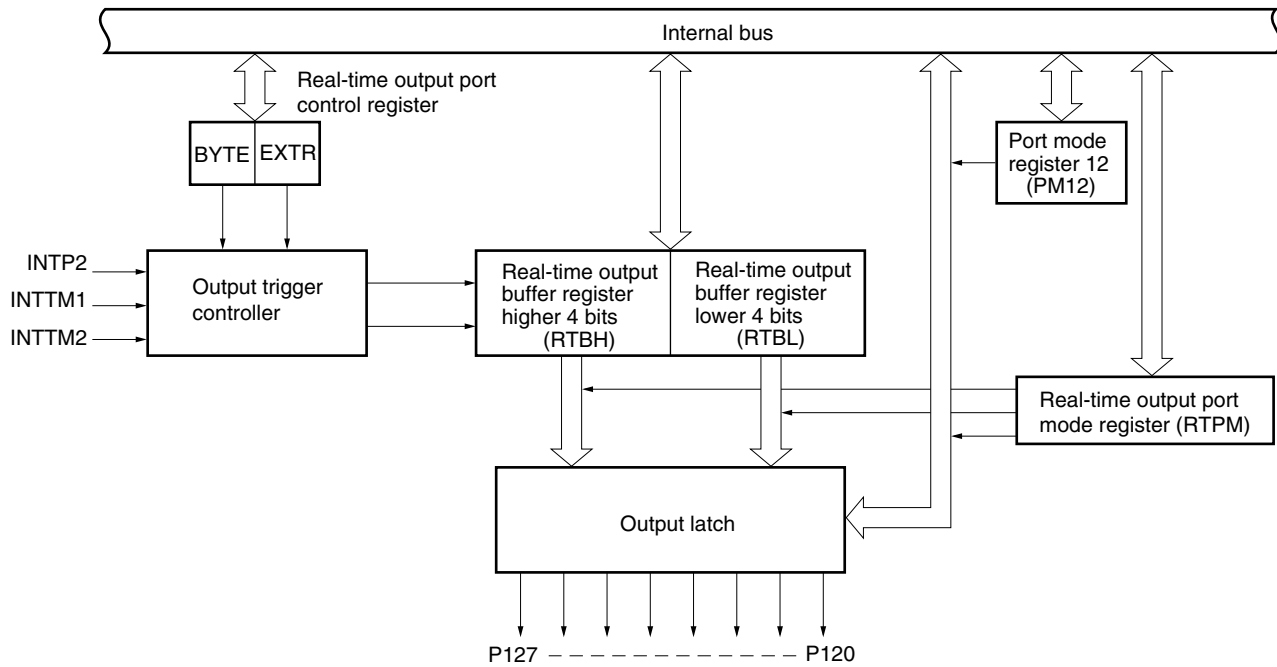 Internal bus
Real-time output port
control register
BYTE
EXTR
Port mode
register 12
(PM12)
INTP2
INTTM1
INTTM2
Output trigger
controller
Real-time output
buffer register
higher 4 bits
(RTBH)
Real-time output
buffer register
lower 4 bits
(RTBL)
Real-time output port
mode register (RTPM)
Output latch
P127
P120